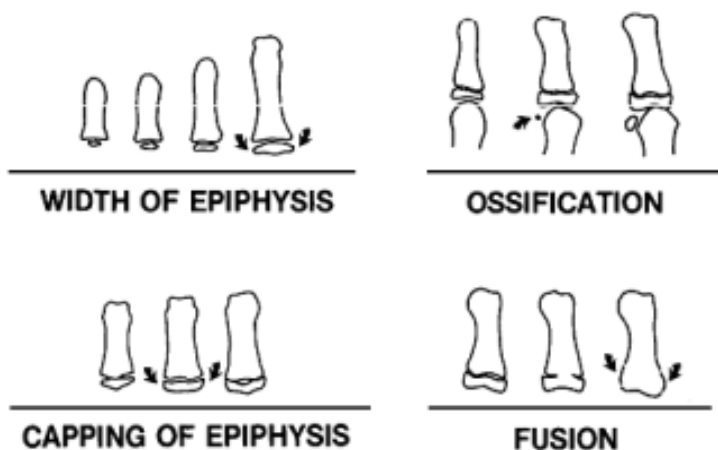 WIDTH OF EPIPHYSIS
OSSIFICATION
CAPPING OF EPIPHYSIS
FUSION